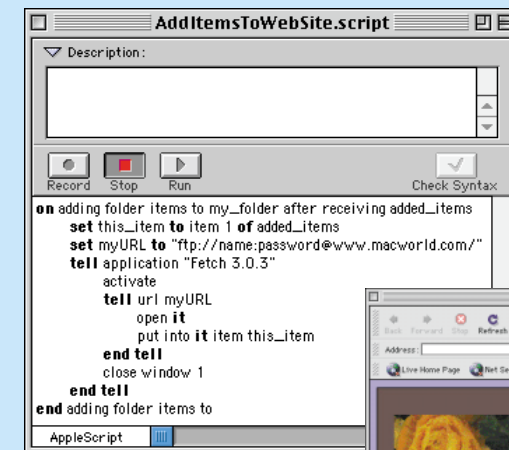 AddItemsToWebSite.script
Description:
Record Stop Run Check Syntax
on adding folder items to my_folder after receiving added_items
set this_item to item 1 of added_items
set myURL to "ftp://name:password@www.macworld.com/"
tell application "Fetch 3.0.3"
activate
tell url myURL
open it
put into it item this_item
end tell
close window 1
end tell
end adding folder items to
AppleScript
Back Forward Stop Refresh
Address:
Live Home Page Net Se